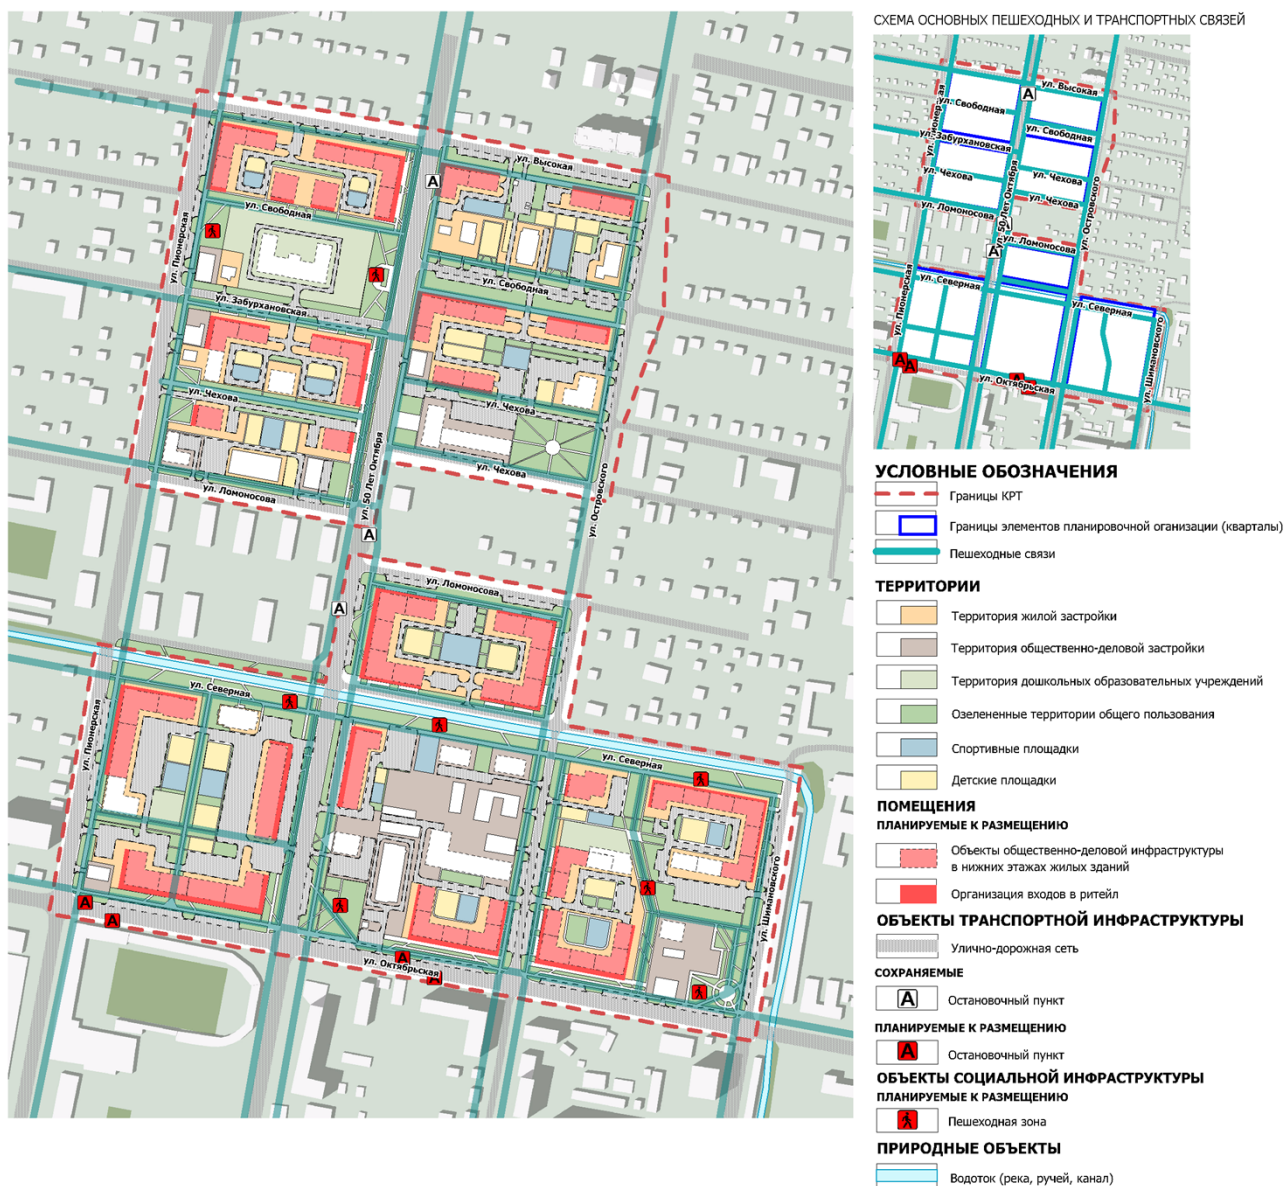 СХЕМА ОСНОВНЫХ ПЕШЕХОДНЫХ И ТРАНСПОРТНЫХ СВЯЗЕЙ
ул. Высокая
А
ул. Свободная
ул. Пионерская
ул. Забурхановская
ул. Свободная
ул. Чехова
ул. Чехова
ул. Ломоносова
ул. 50 Лет Октября
ул. Островского
А
ул. Ломоносова
ул. Северная
ул. Северная
ул. Пионерская
ул. Шимановского
А
А
ул. Октябрьская
ул. Высокая
А
ул. Свободная
ул. Пионерская
ул. Свободная
ул. Забурхановская
ул. Чехова
ул. Чехова
ул. Чехова
ул. Ломоносова
ул. 50 Лет Октября
ул. Островского
А
ул. Ломоносова
А
ул. Северная
ул. Пионерская
ул. Северная
ул. Шимановского
А
А
ул. Октябрьская
А
А
УСЛОВНЫЕ ОБОЗНАЧЕНИЯ
Границы КРТ
Границы элементов планировочной оганизации (кварталы)
Пешеходные связи
ТЕРРИТОРИИ
Территория жилой застройки
Территория общественно-деловой застройки
Территория дошкольных образовательных учреждений
Озелененные территории общего пользования
Спортивные площадки
Детские площадки
ПОМЕЩЕНИЯ
ПЛАНИРУЕМЫЕ К РАЗМЕЩЕНИЮ
Объекты общественно-деловой инфраструктуры
в нижних этажах жилых зданий
Организация входов в ритейл
ОБЪЕКТЫ ТРАНСПОРТНОЙ ИНФРАСТРУКТУРЫ
Улично-дорожная сеть
СОХРАНЯЕМЫЕ
А
Остановочный пункт
ПЛАНИРУЕМЫЕ К РАЗМЕЩЕНИЮ
А
Остановочный пункт
ОБЪЕКТЫ СОЦИАЛЬНОЙ ИНФРАСТРУКТУРЫ
ПЛАНИРУЕМЫЕ К РАЗМЕЩЕНИЮ
Пешеходная зона
ПРИРОДНЫЕ ОБЪЕКТЫ
Водоток (река, ручей, канал)